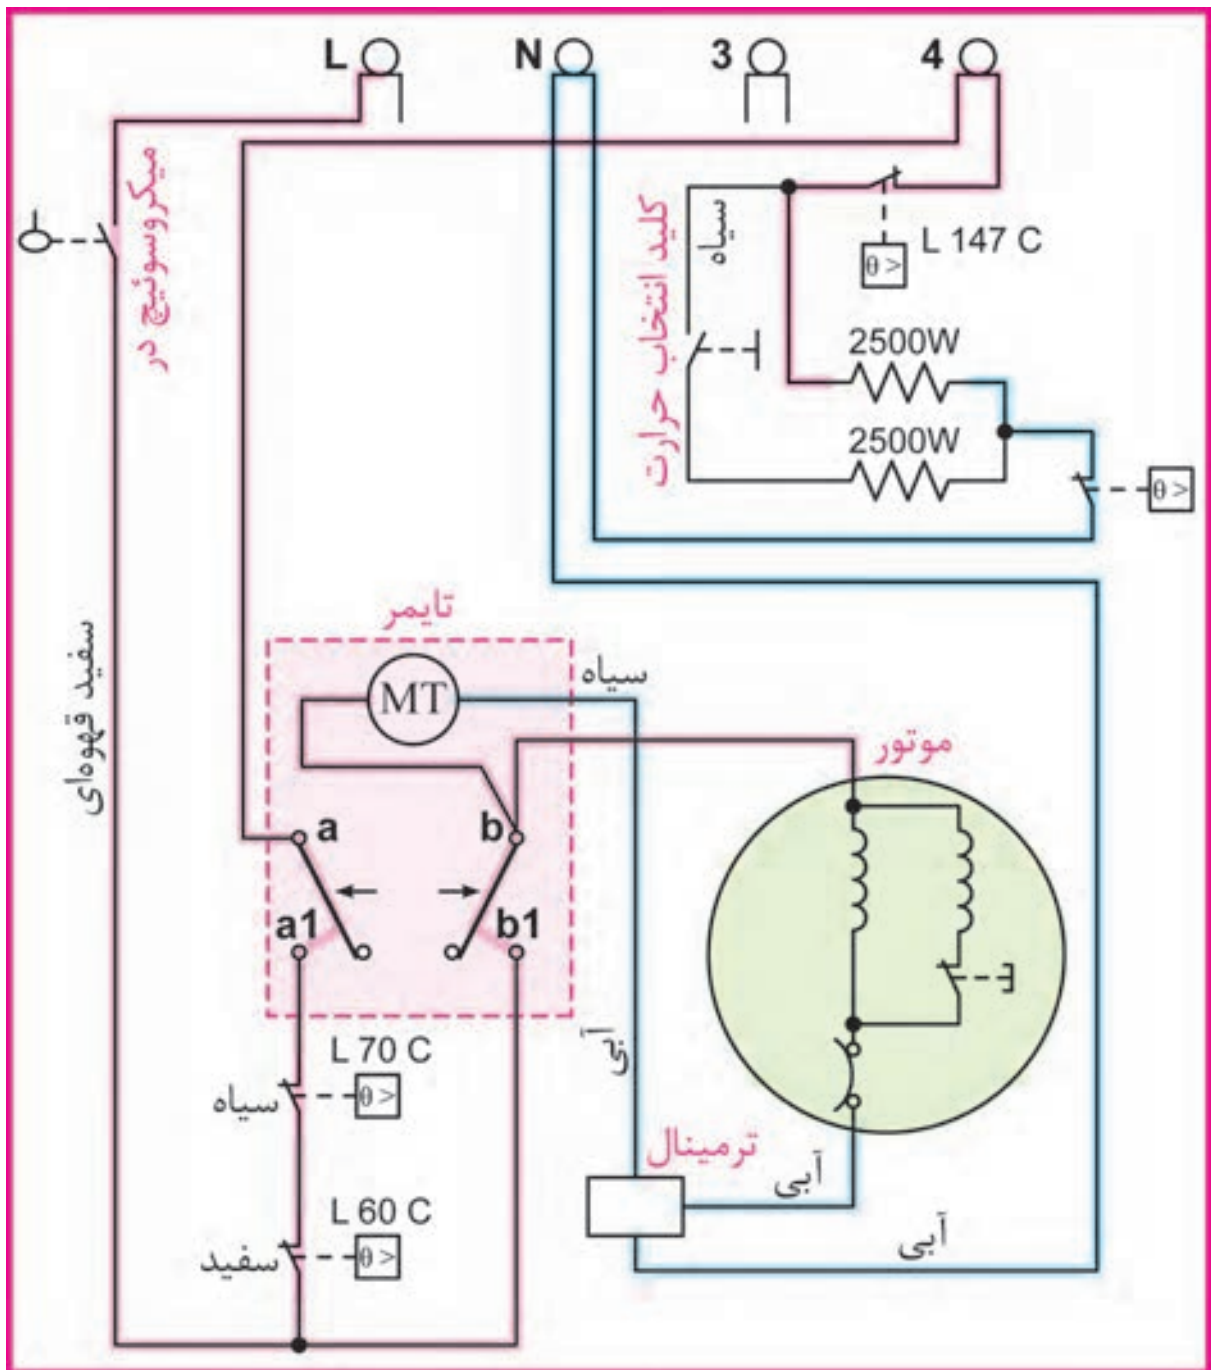 L
N
3
4
میکروسوئیچ در
سیاه
کلید انتخاب حرارت
L 147 C
θ >
2500W
2500W
θ >
سفید قهوه‌ای
تایمر
MT
سیاه
موتور
a
b
a1
b1
L 70 C
θ >
سیاه
آبی
ترمینال
آبی
L 60 C
θ >
سفید
آبی